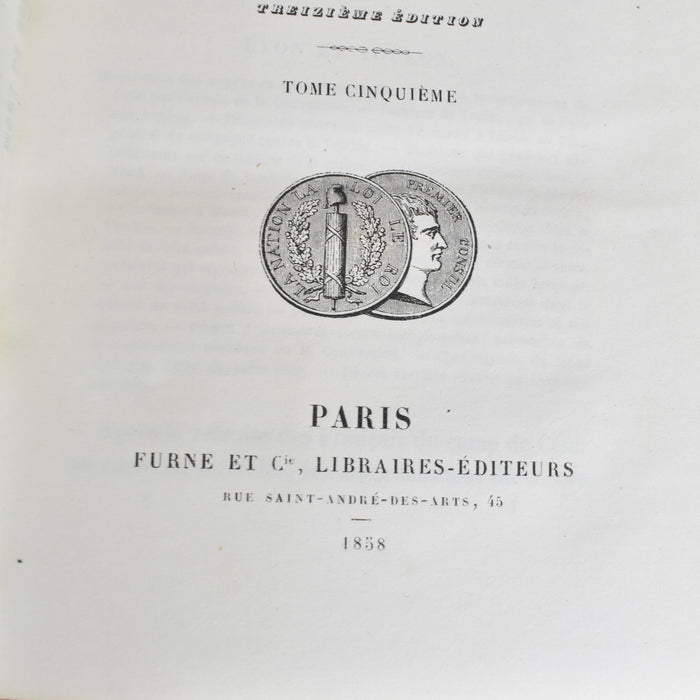 TREIZIÈME ÉDITION
TOME CINQUIÈME
LA NATION LA LOI LE ROI
PREMIER CONSUL
PARIS
FURNE ET Cie, LIBRAIRES-ÉDITEURS
RUE SAINT-ANDRÉ-DES-ARTS, 45
1858